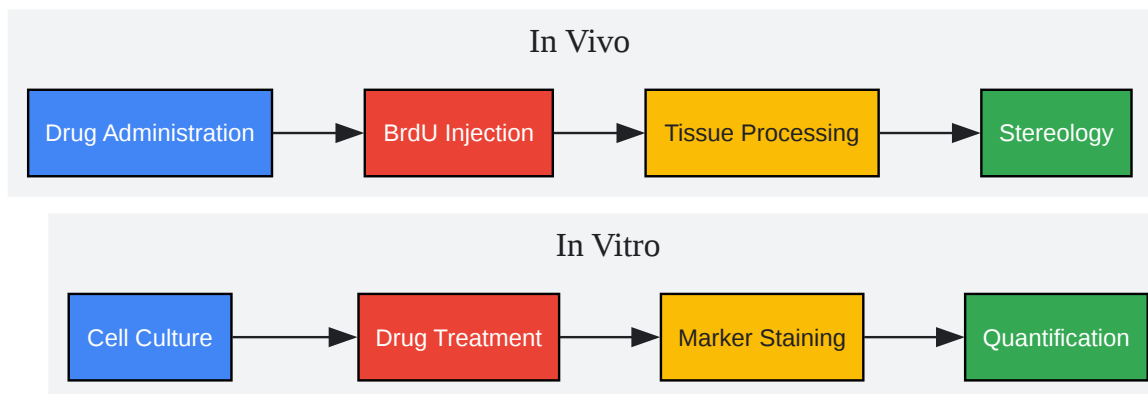 In Vivo
Drug Administration
BrdU Injection
Tissue Processing
Stereology
In Vitro
Cell Culture
Drug Treatment
Marker Staining
Quantification